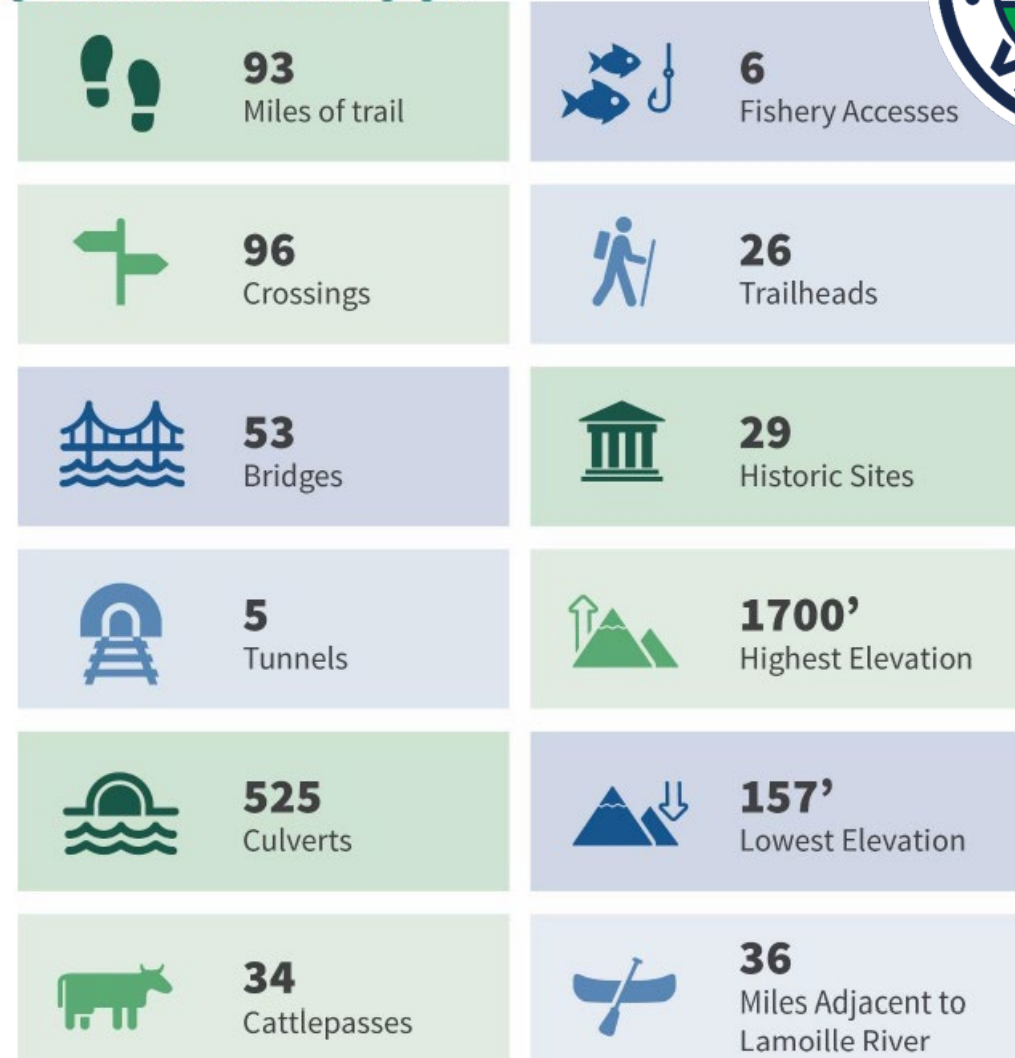 93
Miles of trail
6
Fishery Accesses
96
Crossings
26
Trailheads
53
Bridges
29
Historic Sites
5
Tunnels
1700’
Highest Elevation
525
Culverts
157’
Lowest Elevation
34
Cattlepasses
36
Miles Adjacent to
Lamoille River